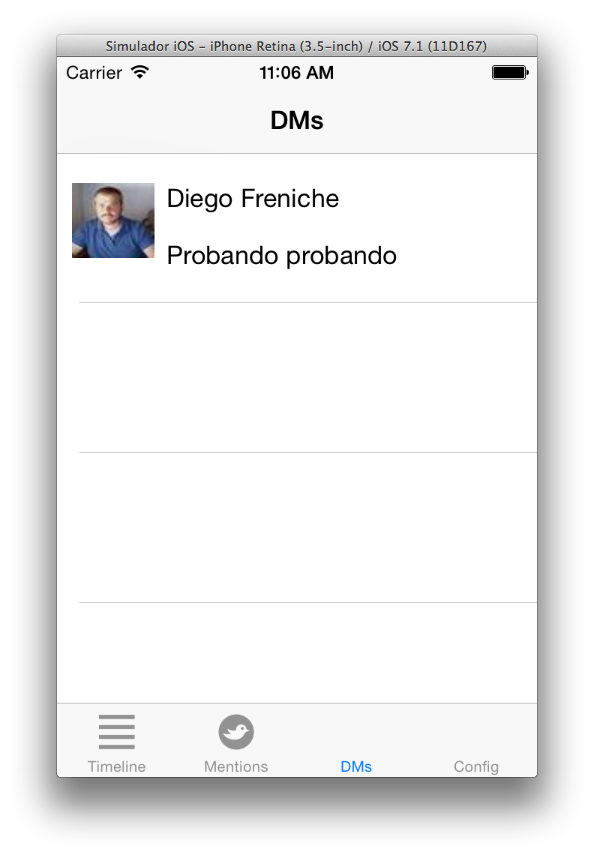 Simulador iOS - iPhone Retina (3.5-inch) / iOS 7.1 (11D167)
Carrier 11:06 AM
DMs
Diego Freniche
Probando probando
Timeline Mentions DMs Config